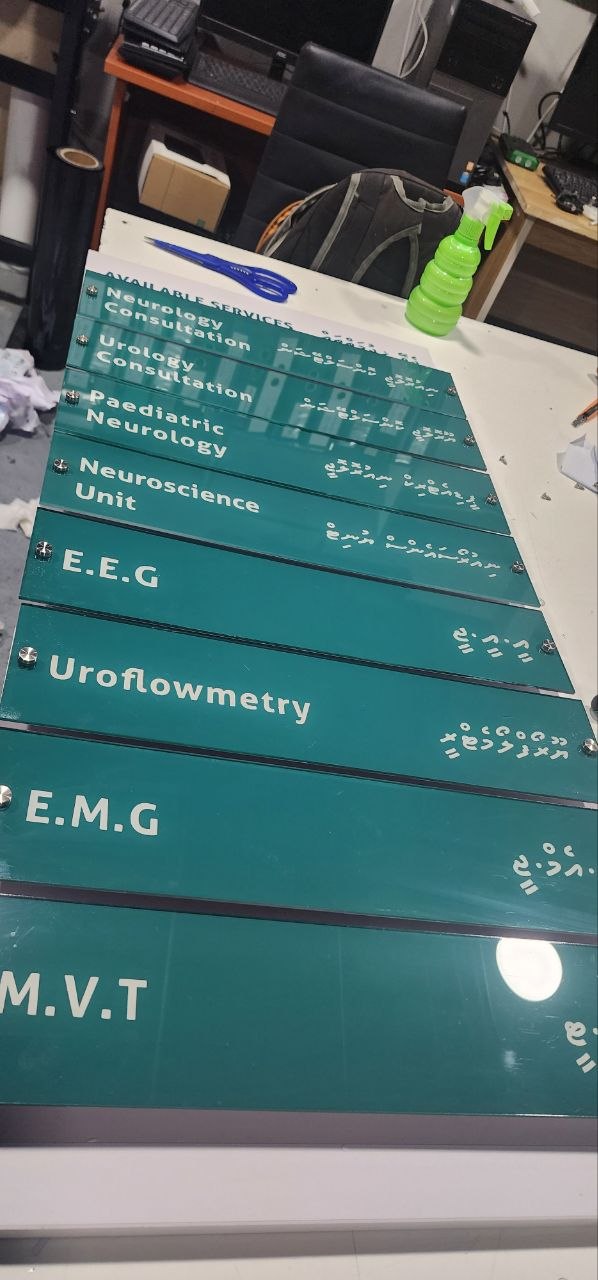 AVAILABLE SERVICES
Neurology
Consultation
ނިއުރޮލޮޖީ ކޮންސަލްޓޭޝަން
Urology
Consultation
ޔޫރޮލޮޖީ ކޮންސަލްޓޭޝަން
Paediatric
Neurology
ޕީޑިއެޓްރިކް ނިއުރޮލޮޖީ
Neuroscience
Unit
ނިއުރޯސައެންސް ޔުނިޓް
E.E.G
އީ.އީ.ޖީ
Uroflowmetry
ޔޫރޯފްލޯމެޓްރީ
E.M.G
.އެމް.ޖީ
M.V.T